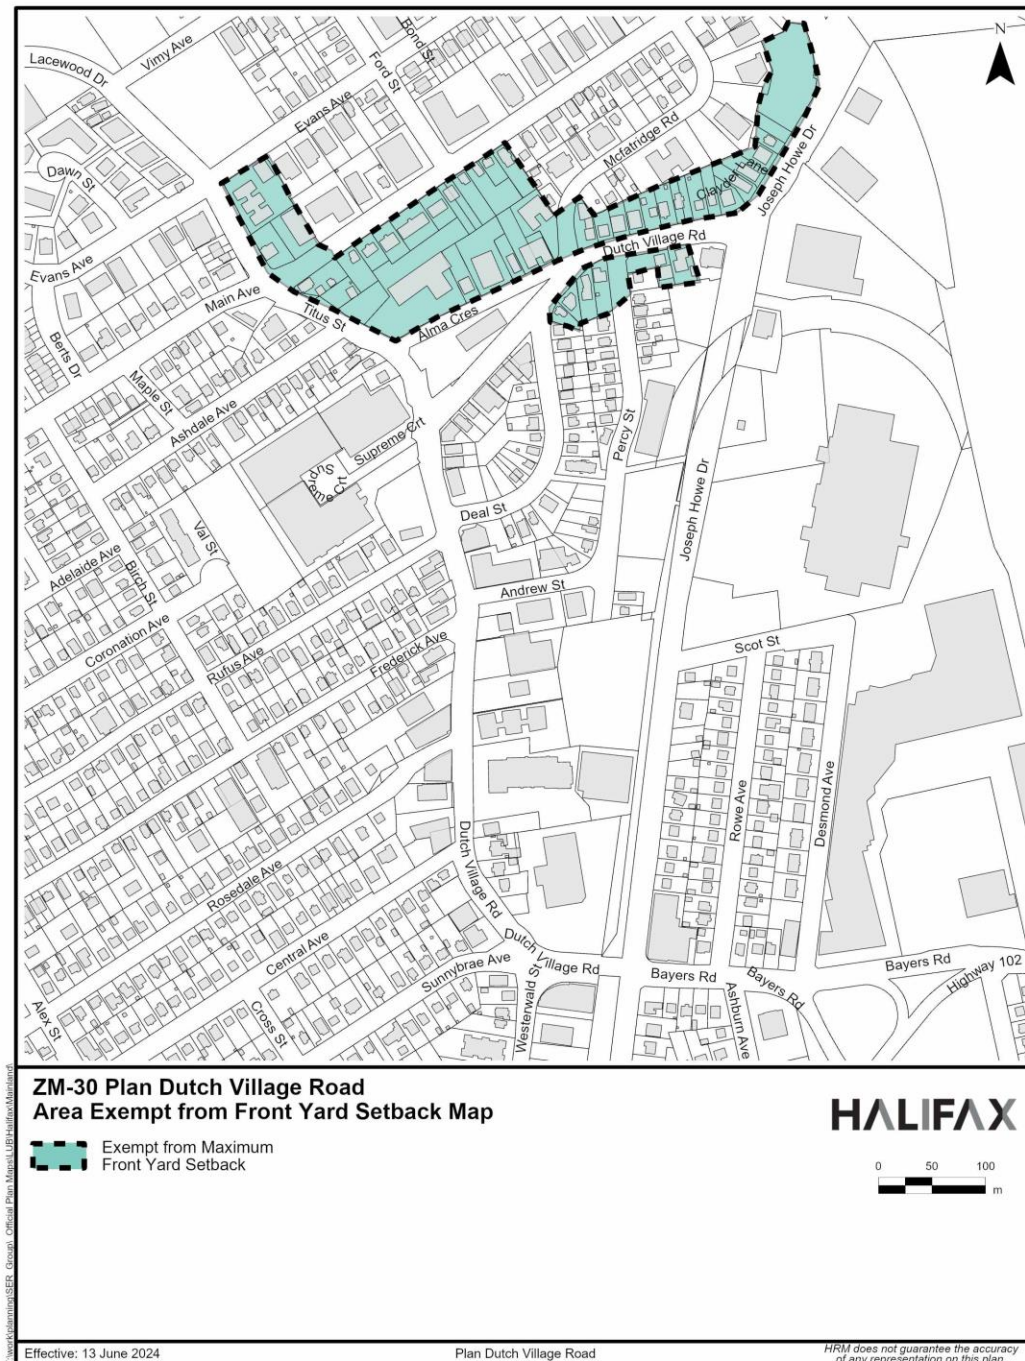 N
Lacewood Dr
Vimy Ave
Bond St
Ford St
Evans Ave
Mcfatridge Rd
Dawn St
Clayder Lane
Joseph Howe Dr
Dutch Village Rd
Evans Ave
Main Ave
Titus St
Alma Cres
Berts Dr
Maple St
Ashdale Ave
Supreme Crt
Supreme Crt
Percy St
Joseph Howe Dr
Deal St
Val St
Adelaide Ave
Birch St
Andrew St
Coronation Ave
Rufus Ave
Frederick Ave
Scot St
Rowe Ave
Desmond Ave
Dutch Village Rd
Rosedale Ave
Central Ave
Sunnybrae Ave
Dutch Village Rd
Bayers Rd
Bayers Rd
Bayers Rd
Highway 102
Alex St
Cross St
Westerwald St
Ashburn Ave
ZM-30 Plan Dutch Village Road
Area Exempt from Front Yard Setback Map
Exempt from Maximum
Front Yard Setback
HALIFAX
0 50 100
m
Effective: 13 June 2024
Plan Dutch Village Road
HRM does not guarantee the accuracy
of any representation on this plan